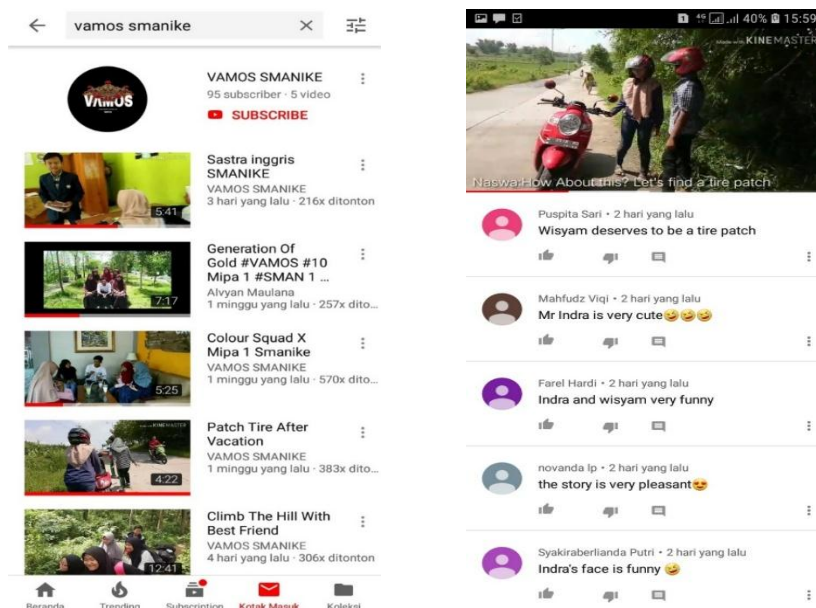 vamos smanike
VAMOS
VAMOS SMANIKE
95 subscriber · 5 video
SUBSCRIBE
Sastra inggris
SMANIKE
VAMOS SMANIKE
3 hari yang lalu · 216x ditonton
5:41
Generation Of
Gold #VAMOS #10
Mipa 1 #SMAN 1 ...
Alvyan Maulana
1 minggu yang lalu · 257x dito...
7:17
Colour Squad X
Mipa 1 Smanike
VAMOS SMANIKE
1 minggu yang lalu · 570x dito...
5:25
Patch Tire After
Vacation
VAMOS SMANIKE
1 minggu yang lalu · 383x dito...
4:22
Climb The Hill With
Best Friend
VAMOS SMANIKE
4 hari yang lalu · 306x ditonton
12:41
Beranda Trending Subscription Kotak Masuk Koleksi
1 4G 40% 15:59
Made with KINEMASTER
Naswa:How About this? Let's find a tire patch
Puspita Sari • 2 hari yang lalu
Wisyam deserves to be a tire patch
Mahfudz Viqi • 2 hari yang lalu
Mr Indra is very cute🤣🤣🤣
Farel Hardi • 2 hari yang lalu
Indra and wisyam very funny
novanda lp • 2 hari yang lalu
the story is very pleasant😍
Syakiraberlianda Putri • 2 hari yang lalu
Indra's face is funny 🤣